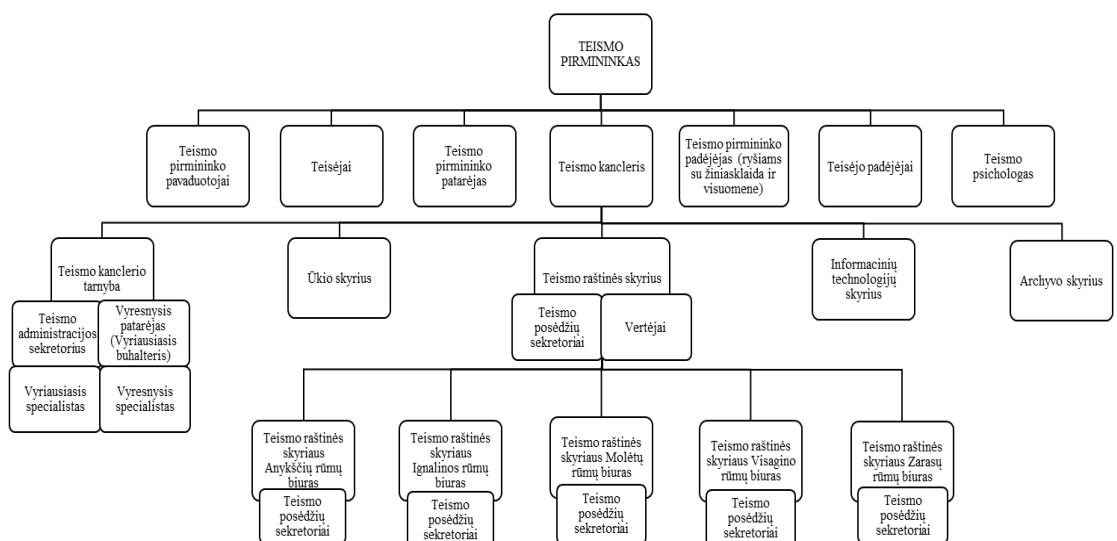 TEISMO
PIRMININKAS
Teismo
pirmininko
pavaduotojai
Teisėjai
Teismo
pirmininko
patarėjas
Teismo kancleris
Teismo pirmininko
padėjėjas (ryšiams
su žiniasklaida ir
visuomene)
Teisėjo padėjėjai
Teismo
psichologas
Teismo kanclerio
tarnyba
Teismo
administracijos
sekretorius
Vyresnysis
patarėjas
(Vyriausiasis
buhalteris)
Vyriausiasis
specialistas
Vyresnysis
specialistas
Ūkio skyrius
Teismo raštinės skyrius
Teismo
posėdžių
sekretoriai
Vertėjai
Informacinių
technologijų
skyrius
Archyvo skyrius
Teismo raštinės
skyriaus
Anykščių rūmų
biuras
Teismo
posėdžių
sekretoriai
Teismo raštinės
skyriaus
Ignalinos rūmų
biuras
Teismo
posėdžių
sekretoriai
Teismo raštinės
skyriaus Molėtų
rūmų biuras
Teismo
posėdžių
sekretoriai
Teismo raštinės
skyriaus Visagino
rūmų biuras
Teismo
posėdžių
sekretoriai
Teismo raštinės
skyriaus Zarasų
rūmų biuras
Teismo
posėdžių
sekretoriai